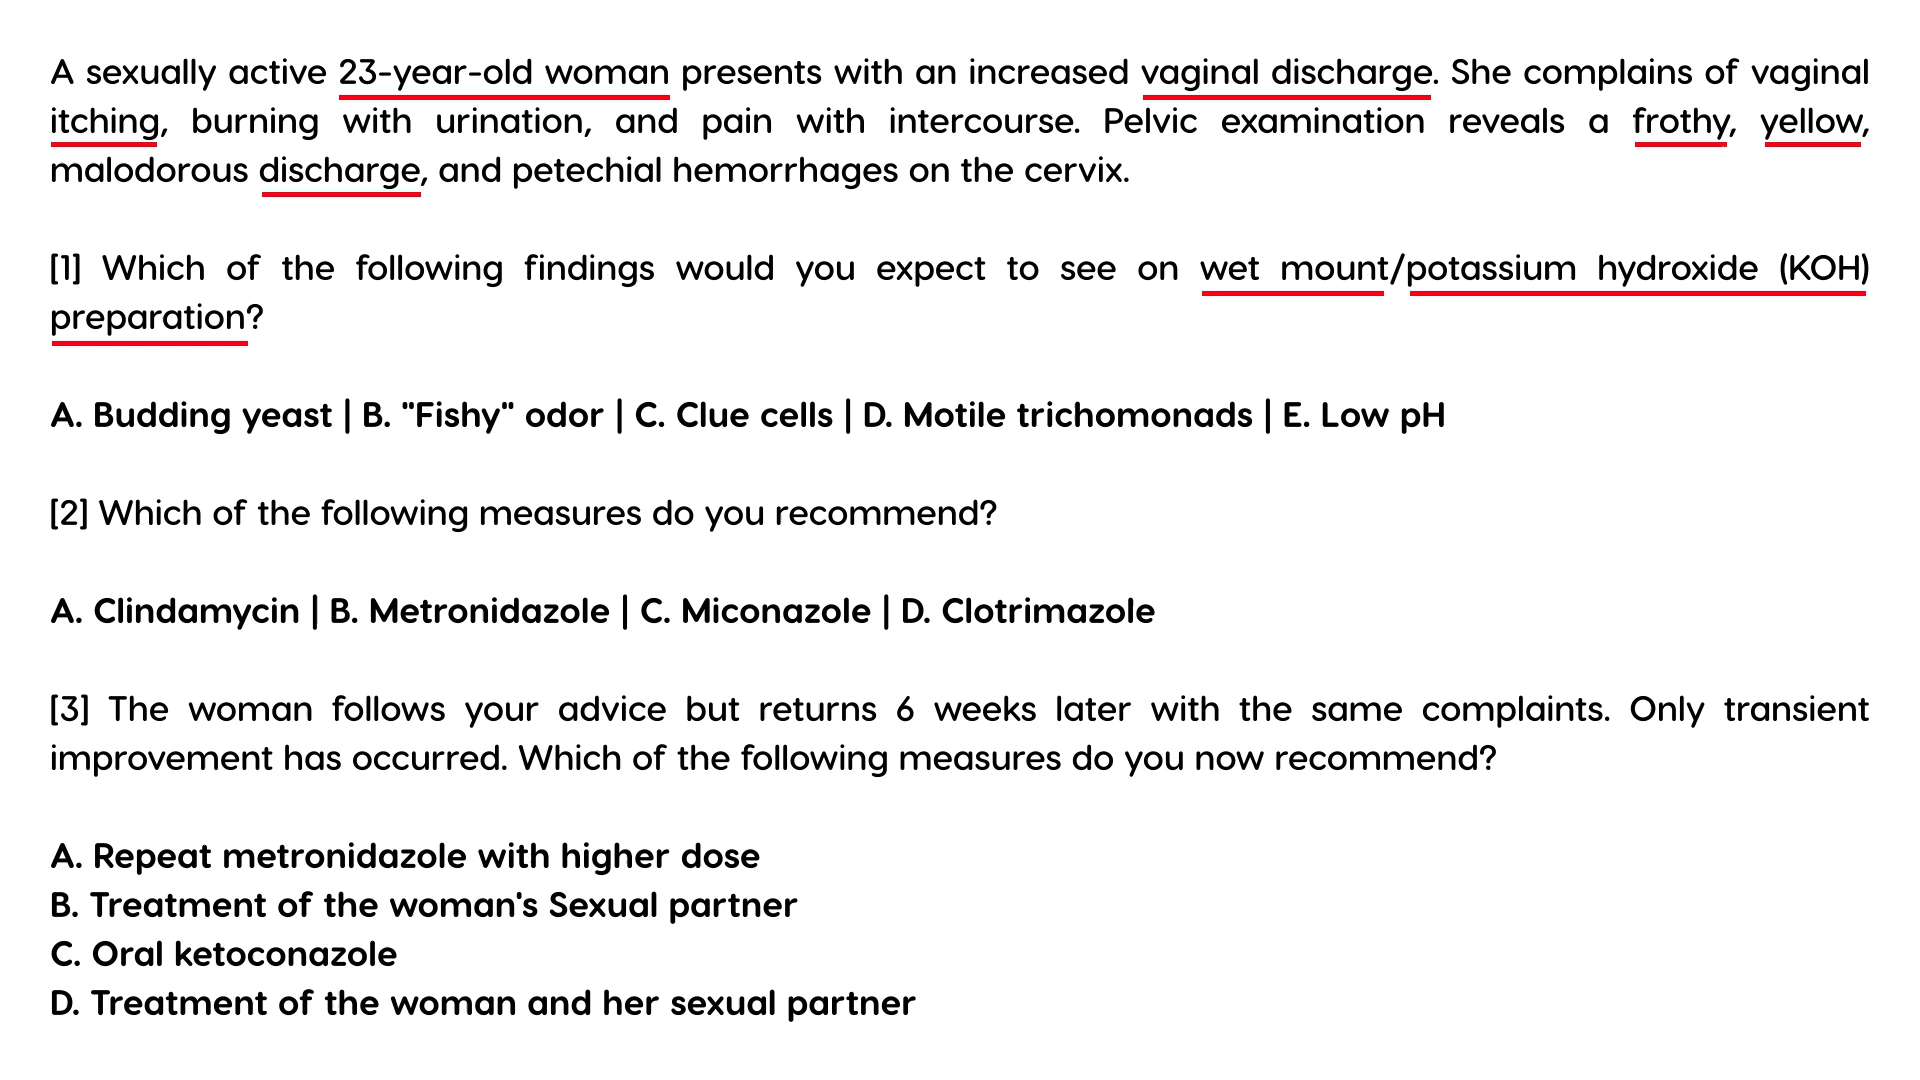 A sexually active 23-year-old woman presents with an increased vaginal discharge. She complains of vaginal
itching, burning with urination, and pain with intercourse. Pelvic examination reveals a frothy, yellow,
malodorous discharge, and petechial hemorrhages on the cervix.
[1] Which of the following findings would you expect to see on wet mount/potassium hydroxide (KOH)
preparation?
A. Budding yeast | B. "Fishy" odor | C. Clue cells | D. Motile trichomonads | E. Low pH
[2] Which of the following measures do you recommend?
A. Clindamycin | B. Metronidazole | C. Miconazole | D. Clotrimazole
[3] The woman follows your advice but returns 6 weeks later with the same complaints. Only transient
improvement has occurred. Which of the following measures do you now recommend?
A. Repeat metronidazole with higher dose
B. Treatment of the woman's Sexual partner
C. Oral ketoconazole
D. Treatment of the woman and her sexual partner